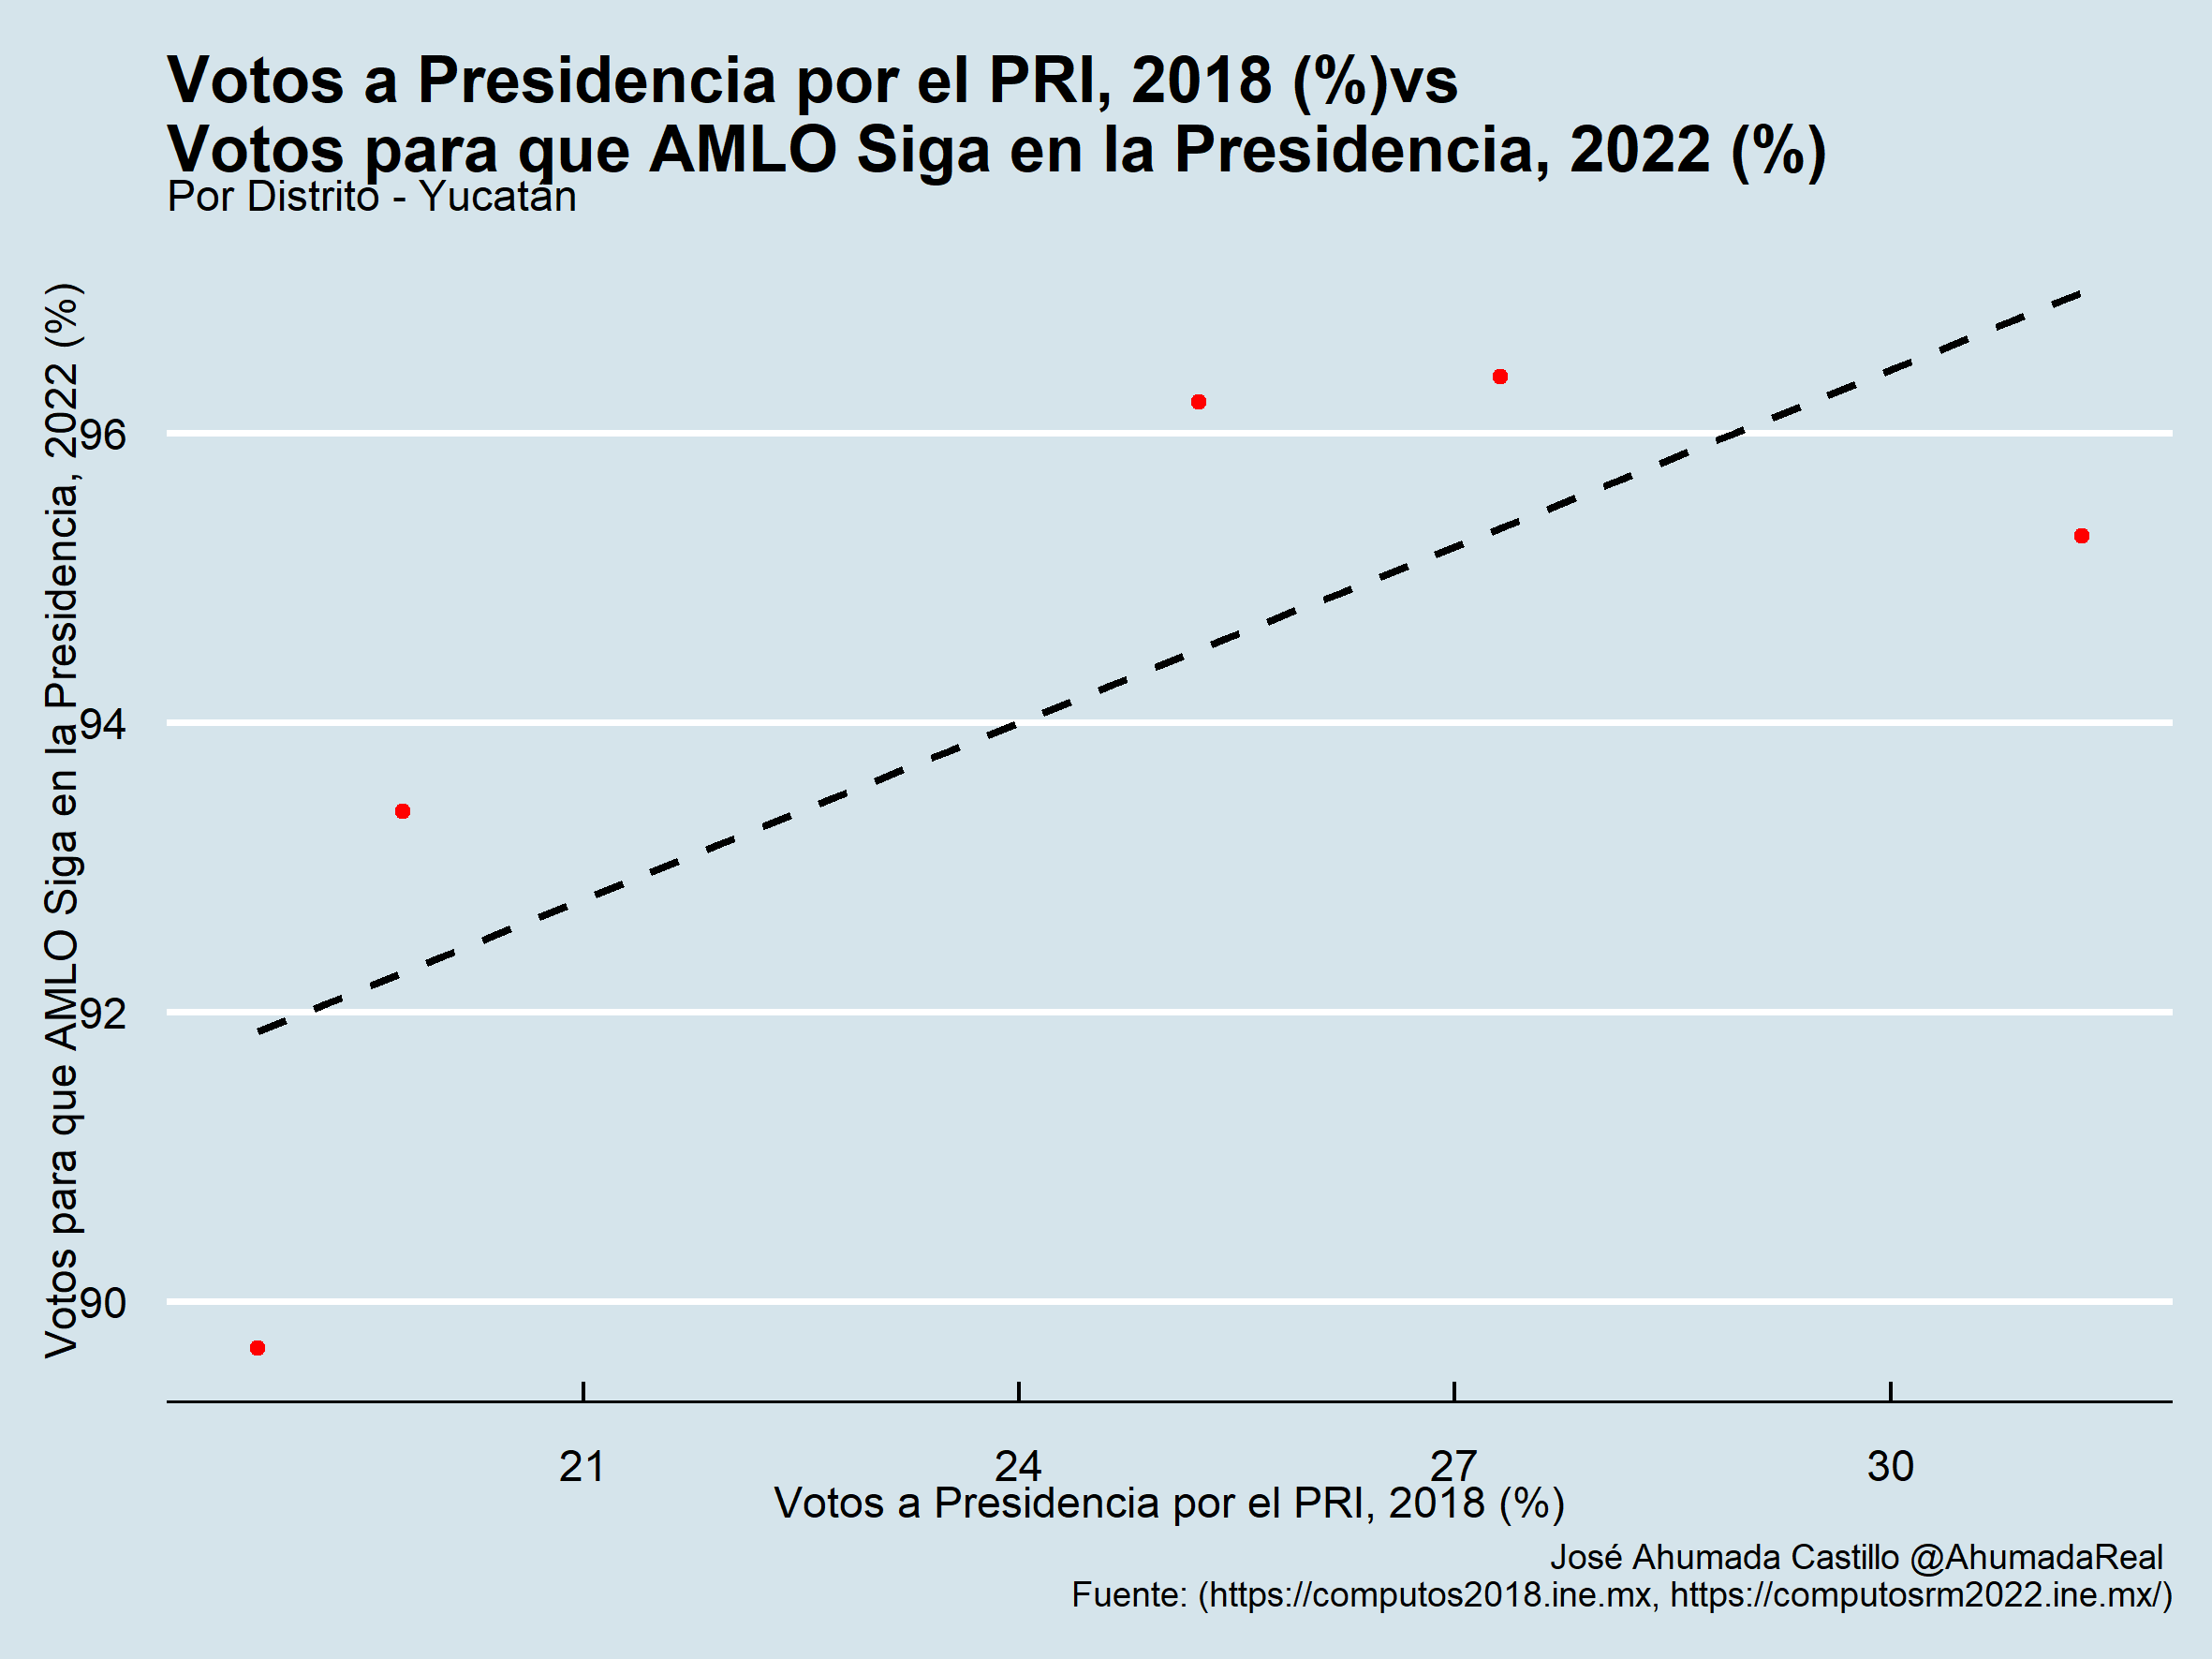 Votos a Presidencia por el PRI, 2018 (%)vs
Votos para que AMLO Siga en la Presidencia, 2022 (%)
Por Distrito - Yucatán
Votos para que AMLO Siga en la Presidencia, 2022 (%)
96
94
92
90
21
24
27
30
Votos a Presidencia por el PRI, 2018 (%)
José Ahumada Castillo @AhumadaReal
Fuente: (https://computos2018.ine.mx, https://computosrm2022.ine.mx/)